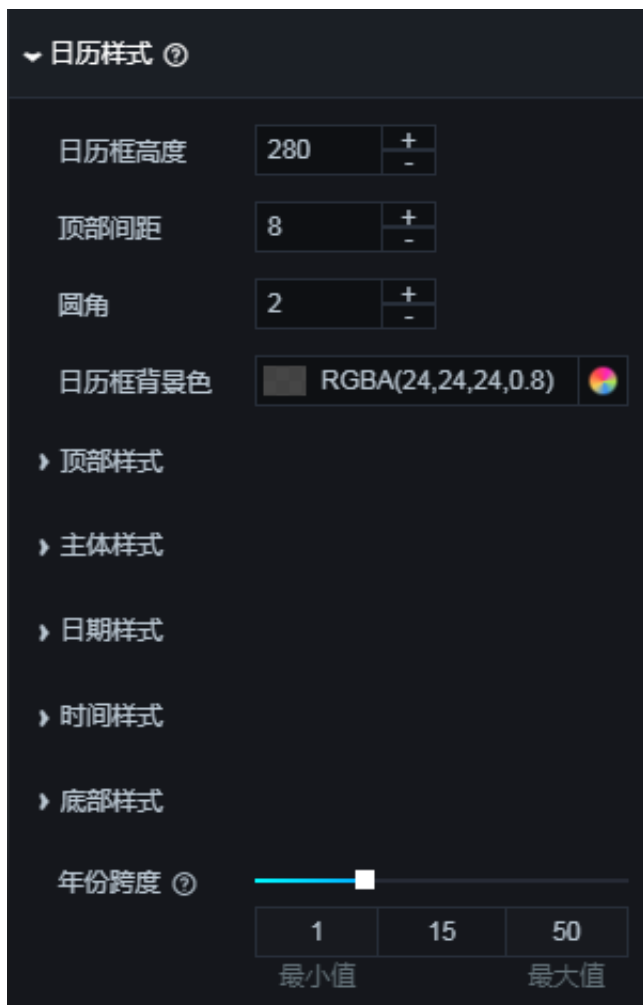 日历样式
日历框高度 280 + -
顶部间距 8 + -
圆角 2 + -
日历框背景色 RGBA(24,24,24,0.8)
顶部样式
主体样式
日期样式
时间样式
底部样式
年份跨度
1 15 50
最小值 最大值